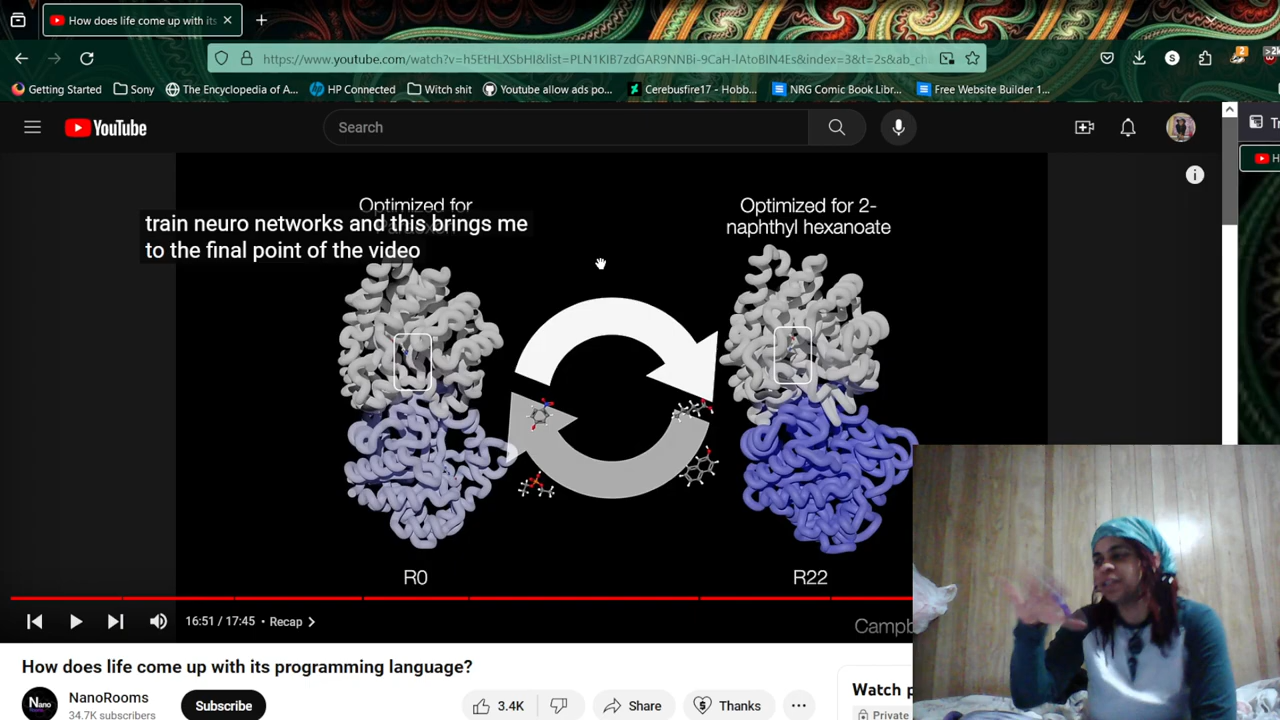 How does life come up with its
https://www.youtube.com/watch?v=h5EtHLXSbHI&list=PLN1KIB7zdGAR9NNBi-9CaH-lAtoBIN4Es&index=3&t=2s&ab_ch
2
>2k
Getting Started
Sony
The Encyclopedia of A...
HP Connected
Witch shit
Youtube allow ads po...
Cerebusfire17 - Hobb...
NRG Comic Book Libr...
Free Website Builder 1...
YouTube
Search
Optimized for
train neuro networks and this brings me
to the final point of the video
Optimized for 2-
naphthyl hexanoate
R0
R22
16:51 / 17:45 • Recap
Campb
How does life come up with its programming language?
Nano
NanoRooms
34.7K subscribers
Subscribe
3.4K
Share
Thanks
Watch p
Private